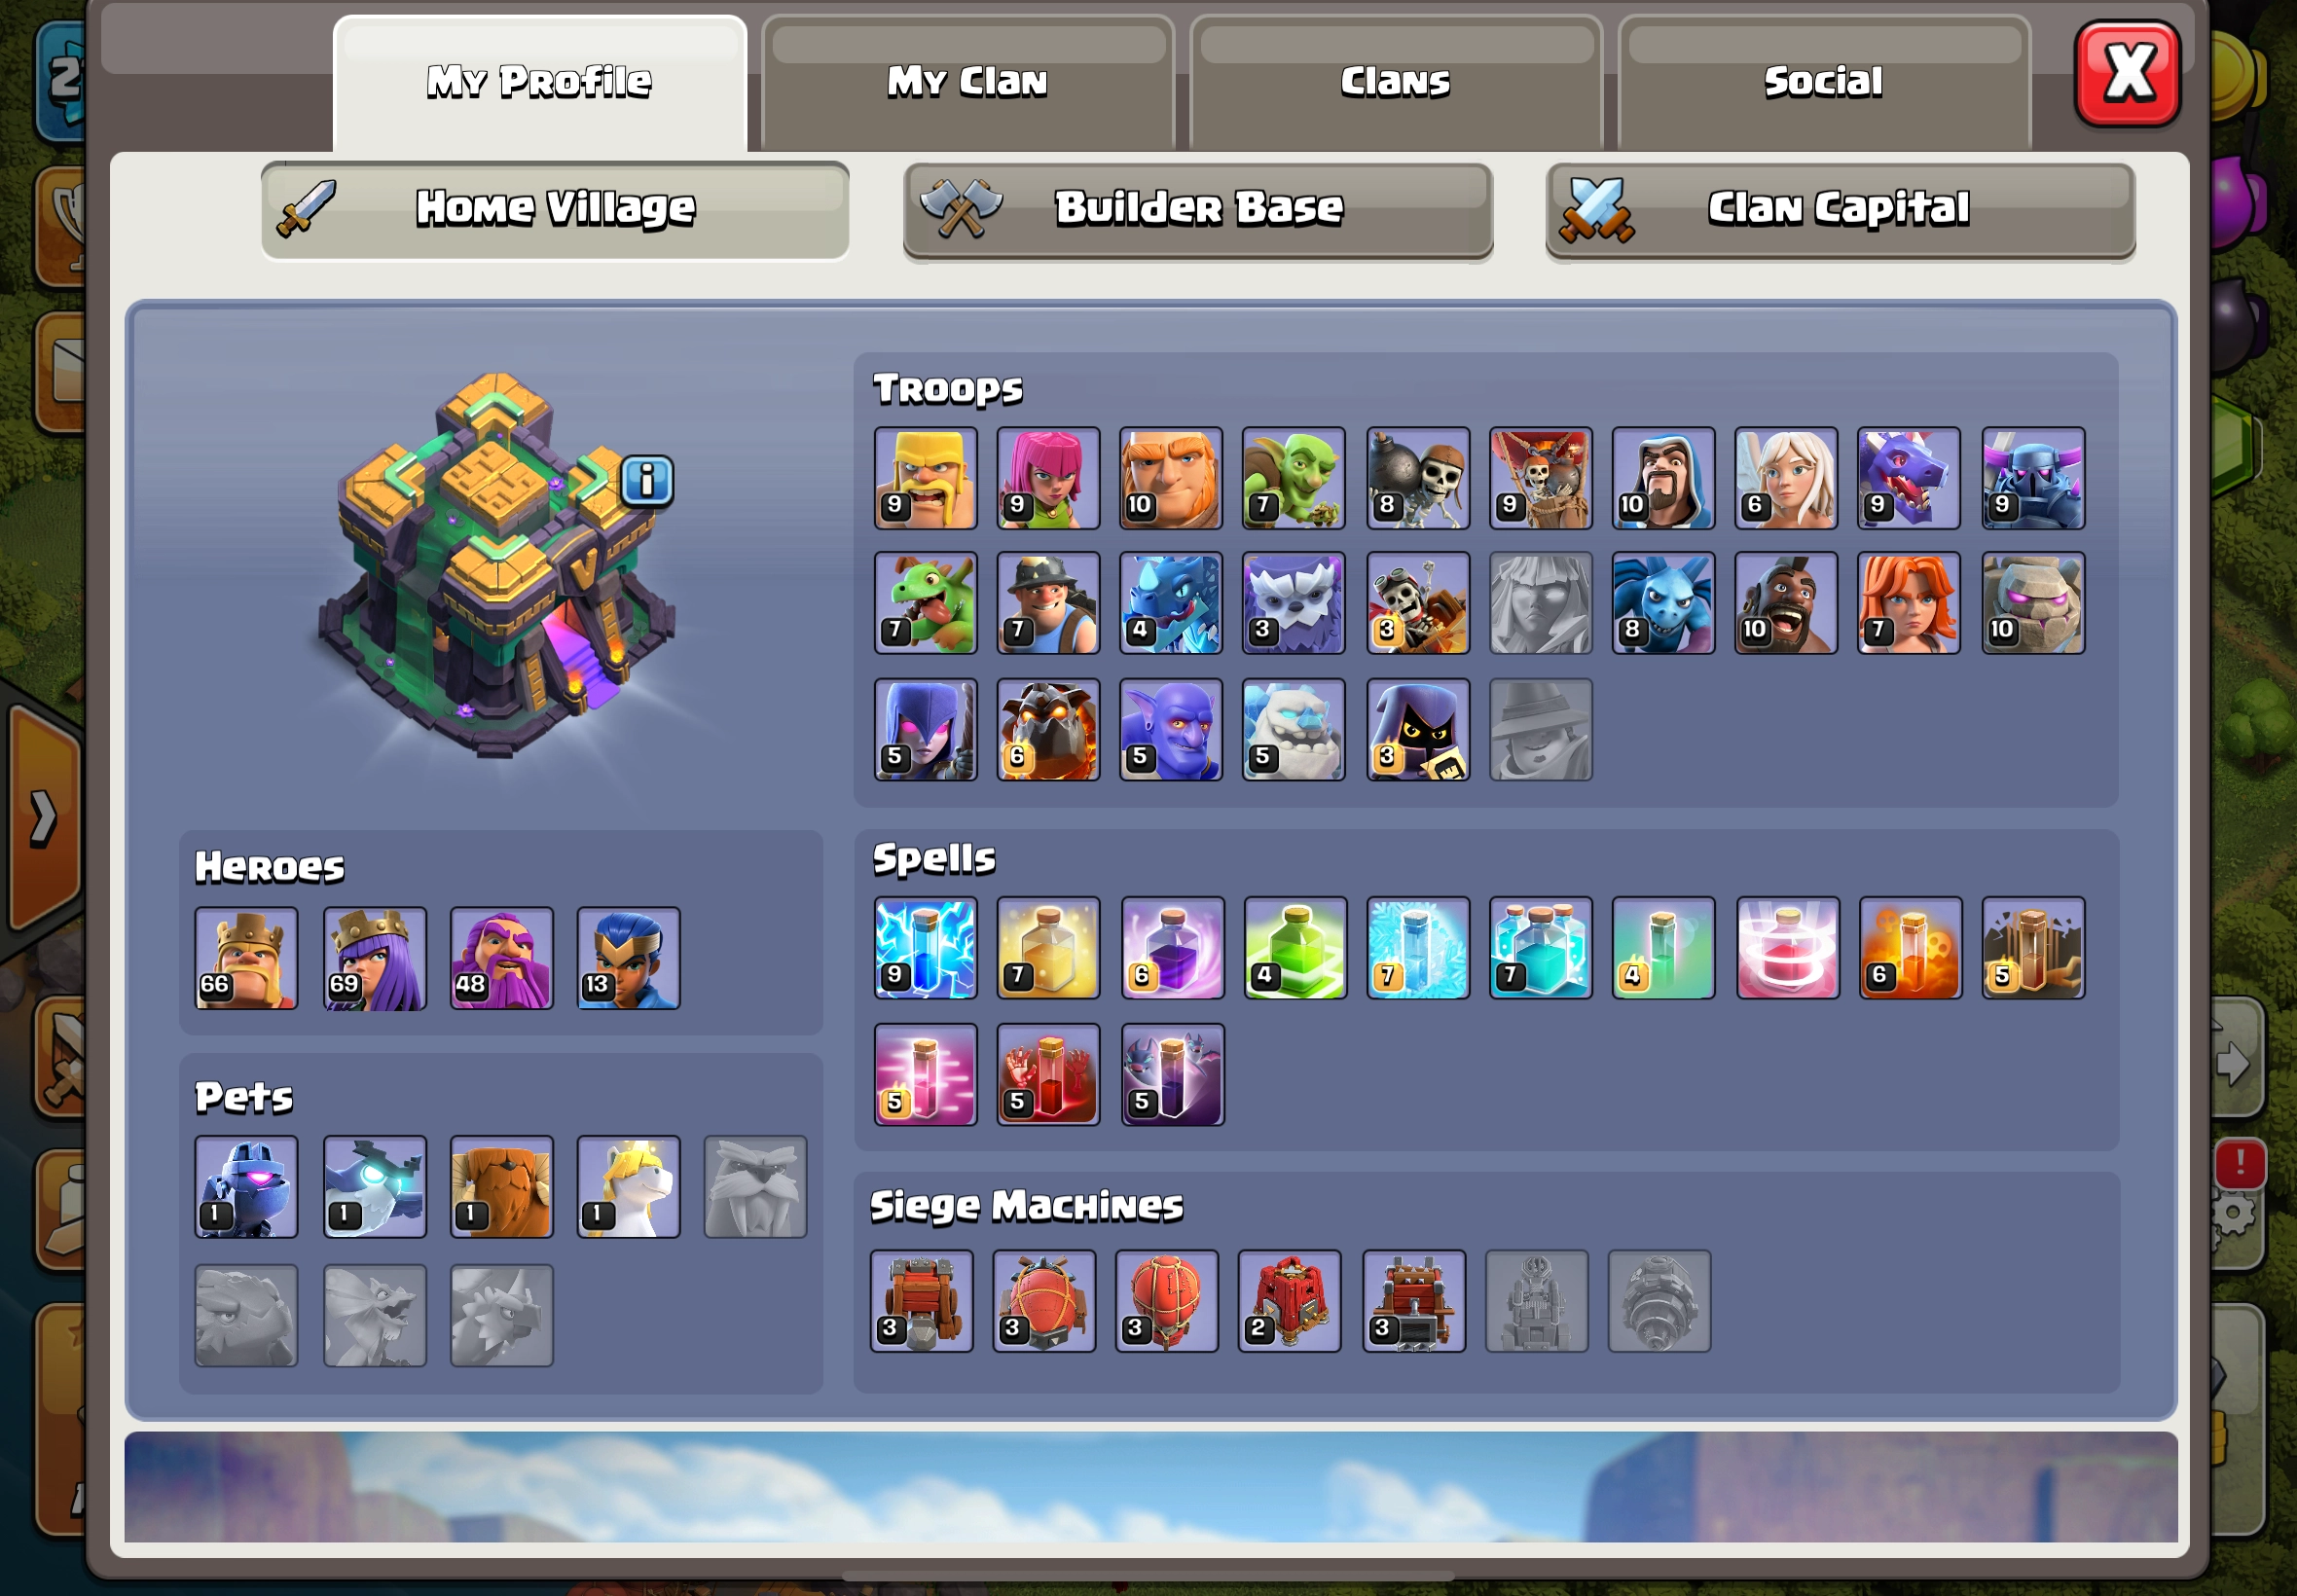 My Profile
My Clan
Clans
Social
X
Home Village
Builder Base
Clan Capital
i
V
Troops
9 9 10 7 8 9 10 6 9 9
7 7 4 3 3 8 10 7 10
5 6 5 5 3
Heroes
66 69 48 13
Spells
9 7 6 4 7 7 4 6 5
5 5 5
Pets
1 1 1 1
Siege Machines
3 3 3 2 3
!